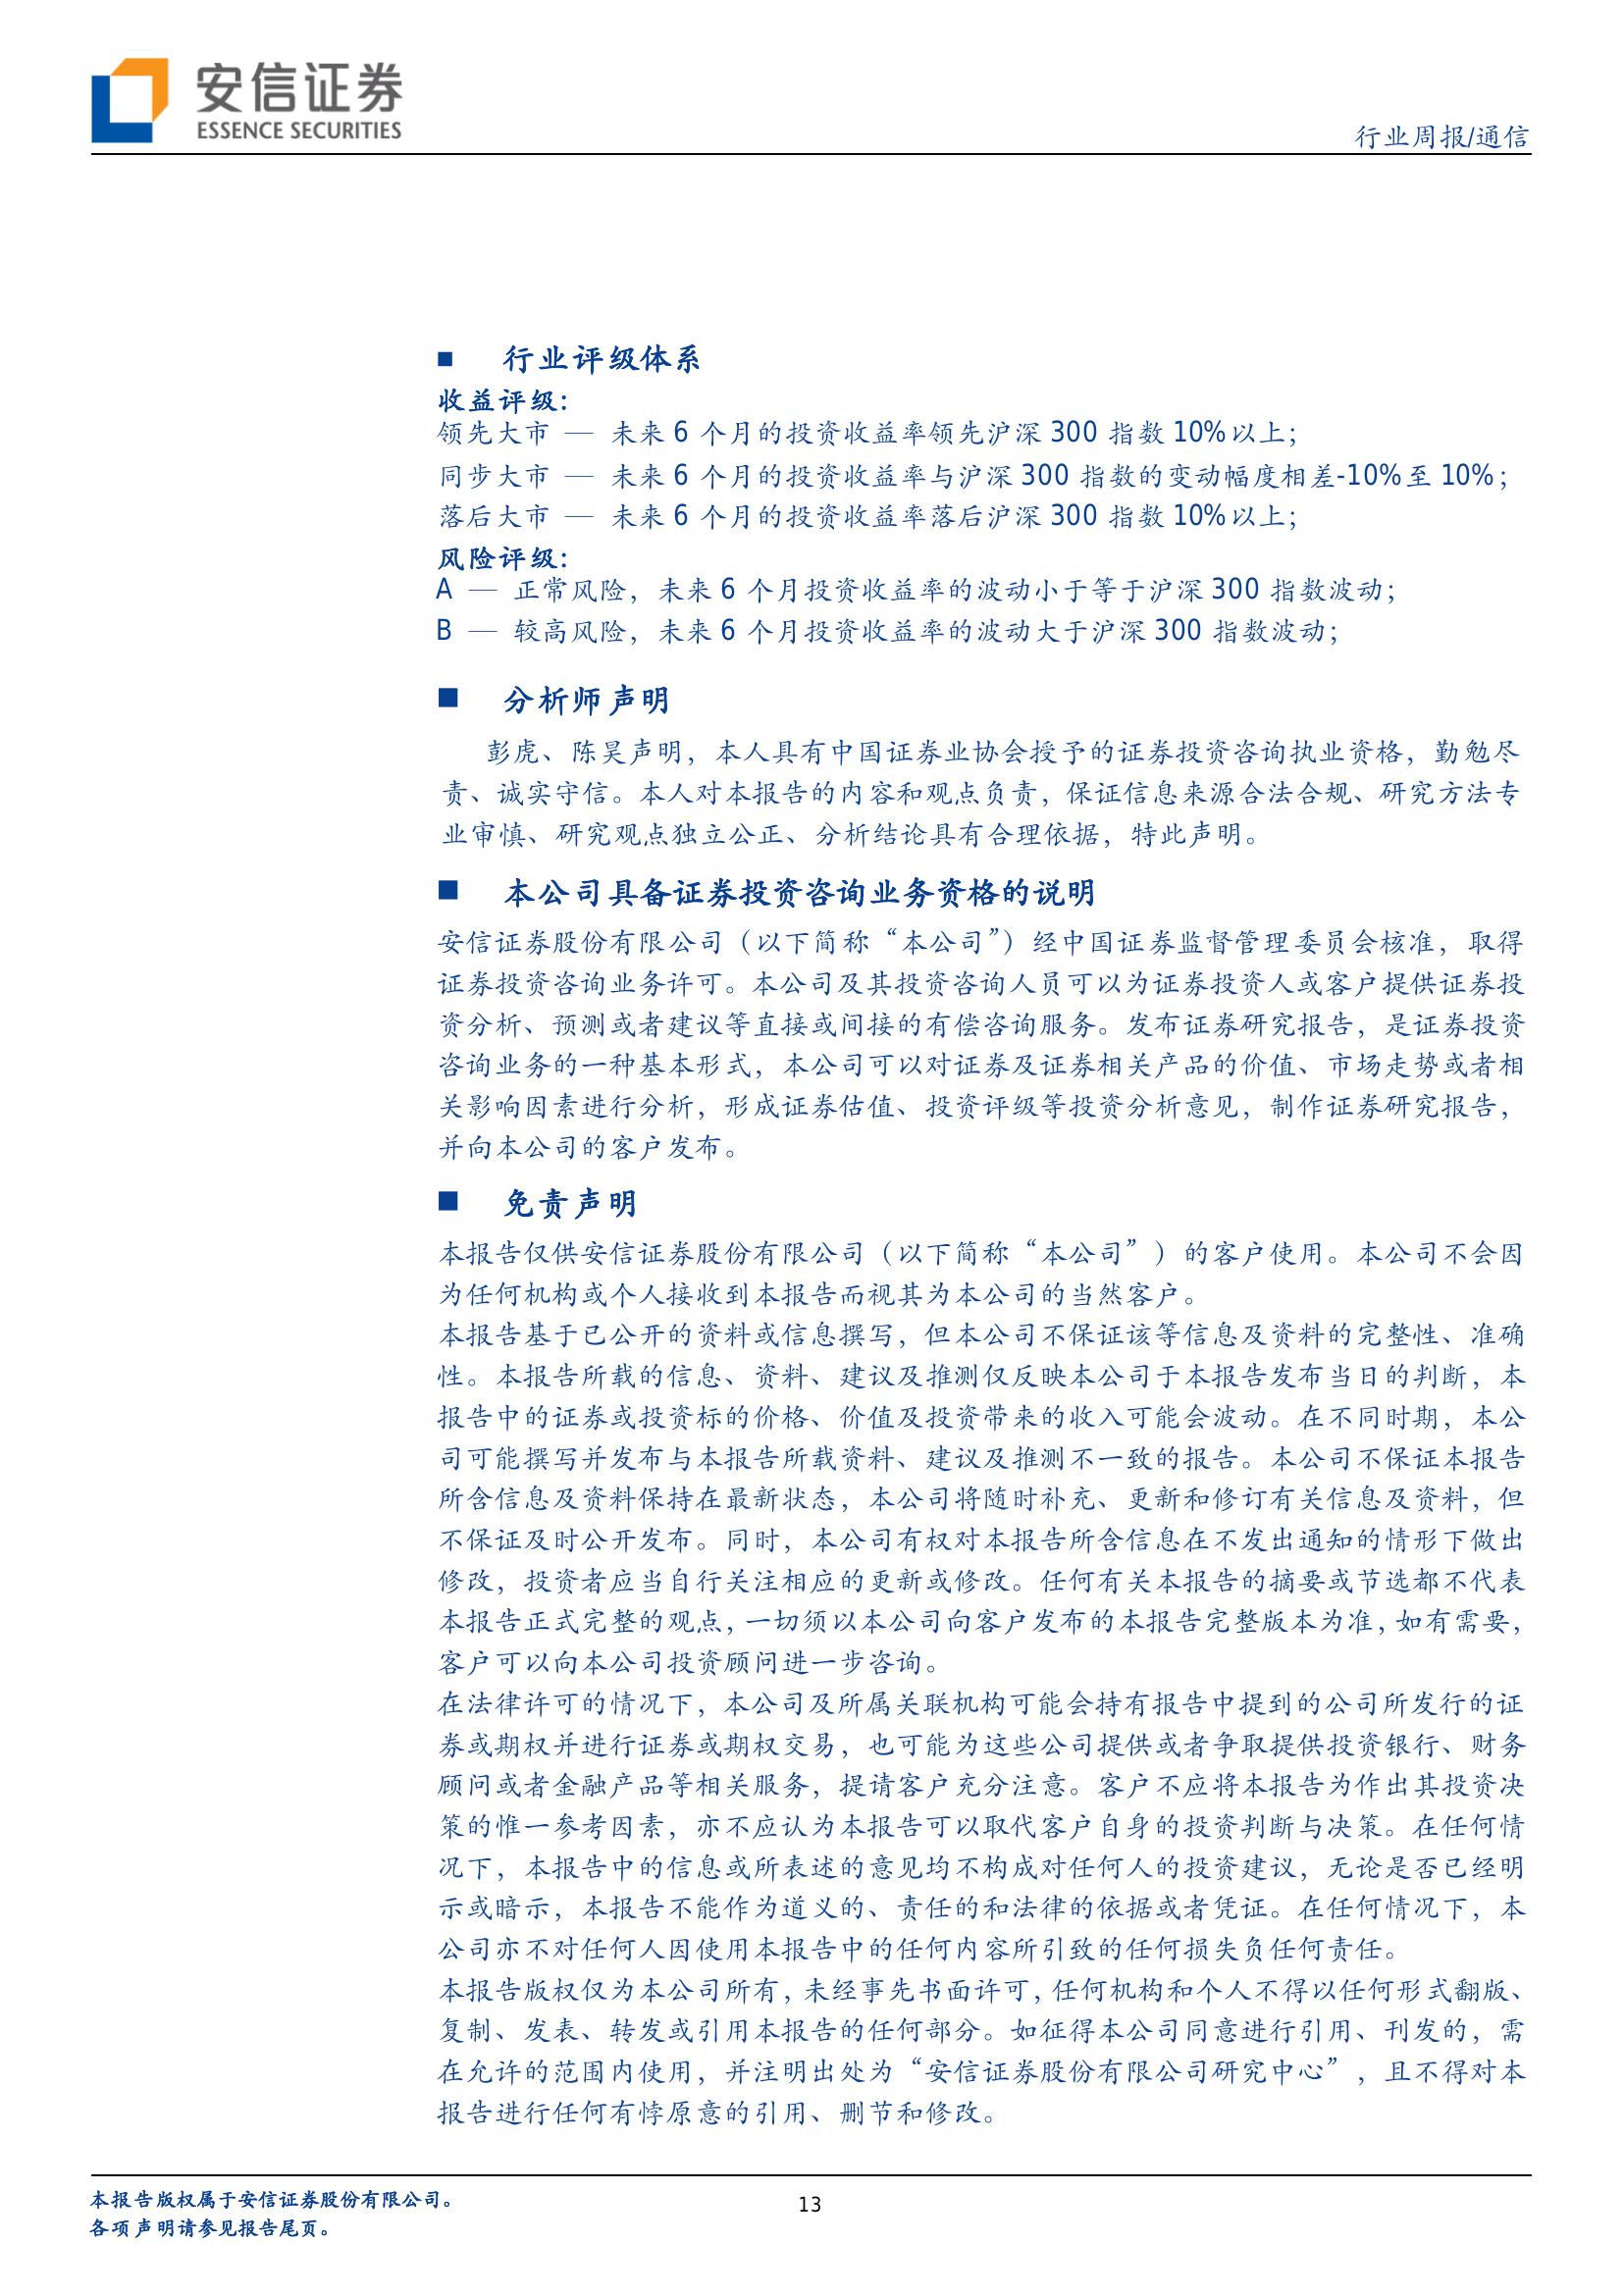 安信证券
ESSENCE SECURITIES
行业周报/通信
■ 行业评级体系
收益评级：
领先大市 — 未来 6 个月的投资收益率领先沪深 300 指数 10%以上；
同步大市 — 未来 6 个月的投资收益率与沪深 300 指数的变动幅度相差-10%至 10%；
落后大市 — 未来 6 个月的投资收益率落后沪深 300 指数 10%以上；
风险评级：
A — 正常风险，未来 6 个月投资收益率的波动小于等于沪深 300 指数波动；
B — 较高风险，未来 6 个月投资收益率的波动大于沪深 300 指数波动；
■ 分析师声明
彭虎、陈昊声明，本人具有中国证券业协会授予的证券投资咨询执业资格，勤勉尽
责、诚实守信。本人对本报告的内容和观点负责，保证信息来源合法合规、研究方法专
业审慎、研究观点独立公正、分析结论具有合理依据，特此声明。
■ 本公司具备证券投资咨询业务资格的说明
安信证券股份有限公司（以下简称“本公司”）经中国证券监督管理委员会核准，取得
证券投资咨询业务许可。本公司及其投资咨询人员可以为证券投资人或客户提供证券投
资分析、预测或者建议等直接或间接的有偿咨询服务。发布证券研究报告，是证券投资
咨询业务的一种基本形式，本公司可以对证券及证券相关产品的价值、市场走势或者相
关影响因素进行分析，形成证券估值、投资评级等投资分析意见，制作证券研究报告，
并向本公司的客户发布。
■ 免责声明
本报告仅供安信证券股份有限公司（以下简称“本公司”）的客户使用。本公司不会因
为任何机构或个人接收到本报告而视其为本公司的当然客户。
本报告基于已公开的资料或信息撰写，但本公司不保证该等信息及资料的完整性、准确
性。本报告所载的信息、资料、建议及推测仅反映本公司于本报告发布当日的判断，本
报告中的证券或投资标的价格、价值及投资带来的收入可能会波动。在不同时期，本公
司可能撰写并发布与本报告所载资料、建议及推测不一致的报告。本公司不保证本报告
所含信息及资料保持在最新状态，本公司将随时补充、更新和修订有关信息及资料，但
不保证及时公开发布。同时，本公司有权对本报告所含信息在不发出通知的情形下做出
修改，投资者应当自行关注相应的更新或修改。任何有关本报告的摘要或节选都不代表
本报告正式完整的观点，一切须以本公司向客户发布的本报告完整版本为准，如有需要，
客户可以向本公司投资顾问进一步咨询。
在法律许可的情况下，本公司及所属关联机构可能会持有报告中提到的公司所发行的证
券或期权并进行证券或期权交易，也可能为这些公司提供或者争取提供投资银行、财务
顾问或者金融产品等相关服务，提请客户充分注意。客户不应将本报告为作出其投资决
策的惟一参考因素，亦不应认为本报告可以取代客户自身的投资判断与决策。在任何情
况下，本报告中的信息或所表述的意见均不构成对任何人的投资建议，无论是否已经明
示或暗示，本报告不能作为道义的、责任的和法律的依据或者凭证。在任何情况下，本
公司亦不对任何人因使用本报告中的任何内容所引致的任何损失负任何责任。
本报告版权仅为本公司所有，未经事先书面许可，任何机构和个人不得以任何形式翻版、
复制、发表、转发或引用本报告的任何部分。如征得本公司同意进行引用、刊发的，需
在允许的范围内使用，并注明出处为“安信证券股份有限公司研究中心”，且不得对本
报告进行任何有悖原意的引用、删节和修改。
本报告版权属于安信证券股份有限公司。
各项声明请参见报告尾页。
13